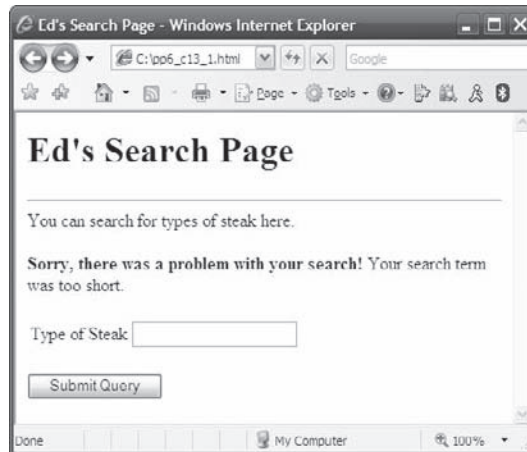 Ed's Search Page - Windows Internet Explorer
C:\pp6_c13_1.html
Google
Page
Tools
Ed's Search Page
You can search for types of steak here.
Sorry, there was a problem with your search! Your search term
was too short.
Type of Steak
Submit Query
Done
My Computer
100%